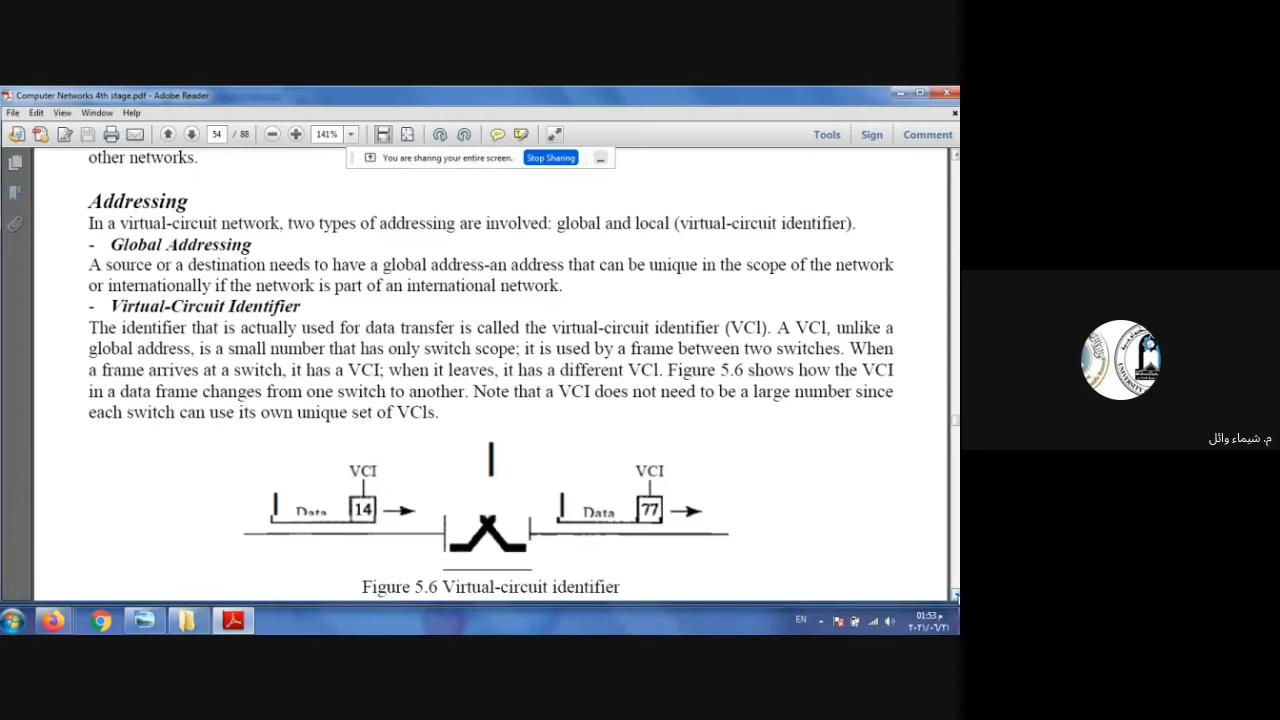 Computer Networks 4th stage.pdf - Adobe Reader
File Edit View Window Help
54 / 88 141% Tools Sign Comment
You are sharing your entire screen. Stop Sharing
other networks.
Addressing
In a virtual-circuit network, two types of addressing are involved: global and local (virtual-circuit identifier).
- Global Addressing
A source or a destination needs to have a global address-an address that can be unique in the scope of the network
or internationally if the network is part of an international network.
- Virtual-Circuit Identifier
The identifier that is actually used for data transfer is called the virtual-circuit identifier (VCl). A VCl, unlike a
global address, is a small number that has only switch scope; it is used by a frame between two switches. When
a frame arrives at a switch, it has a VCI; when it leaves, it has a different VCl. Figure 5.6 shows how the VCI
in a data frame changes from one switch to another. Note that a VCI does not need to be a large number since
each switch can use its own unique set of VCls.
VCI VCI
Data 14 Data 77
Figure 5.6 Virtual-circuit identifier
م. شيماء وائل
EN 01:53 م
٢٠٢١/٠٦/٢١